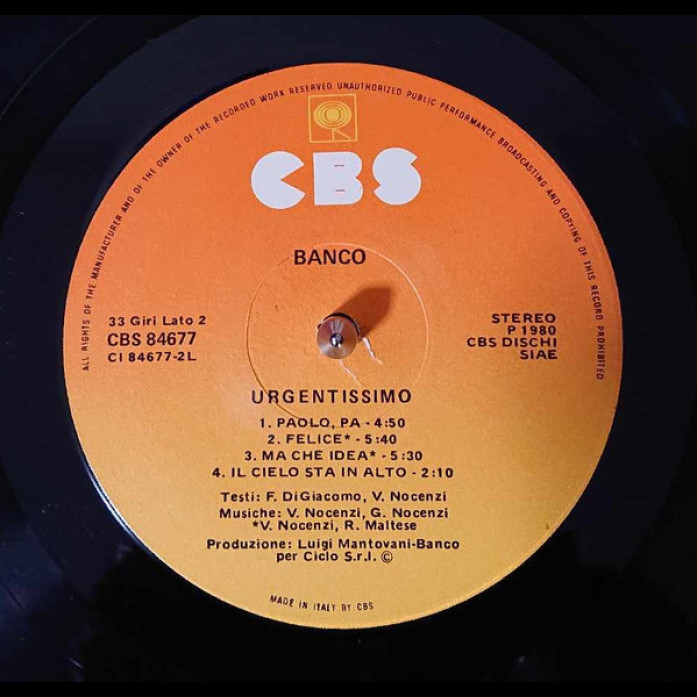 ALL RIGHTS OF THE MANUFACTURER AND OF THE OWNER OF THE RECORDED WORK RESERVED UNAUTHORIZED PUBLIC PERFORMANCE BROADCASTING AND COPYING OF THIS RECORD PROHIBITED
CBS
BANCO
33 Giri Lato 2
CBS 84677
CI 84677-2L
STEREO
P 1980
CBS DISCHI
SIAE
URGENTISSIMO
1. PAOLO, PA - 4:50
2. FELICE* - 5:40
3. MA CHE IDEA* - 5:30
4. IL CIELO STA IN ALTO - 2:10
Testi: F. DiGiacomo, V. Nocenzi
Musiche: V. Nocenzi, G. Nocenzi
*V. Nocenzi, R. Maltese
Produzione: Luigi Mantovani-Banco
per Ciclo S.r.l. ©
MADE IN ITALY BY CBS